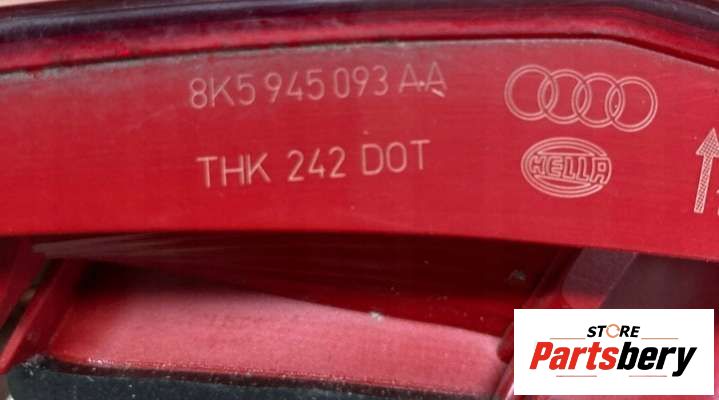 8K5 945 093 AA
THK 242 DOT
HELLA
STORE
Partsbery